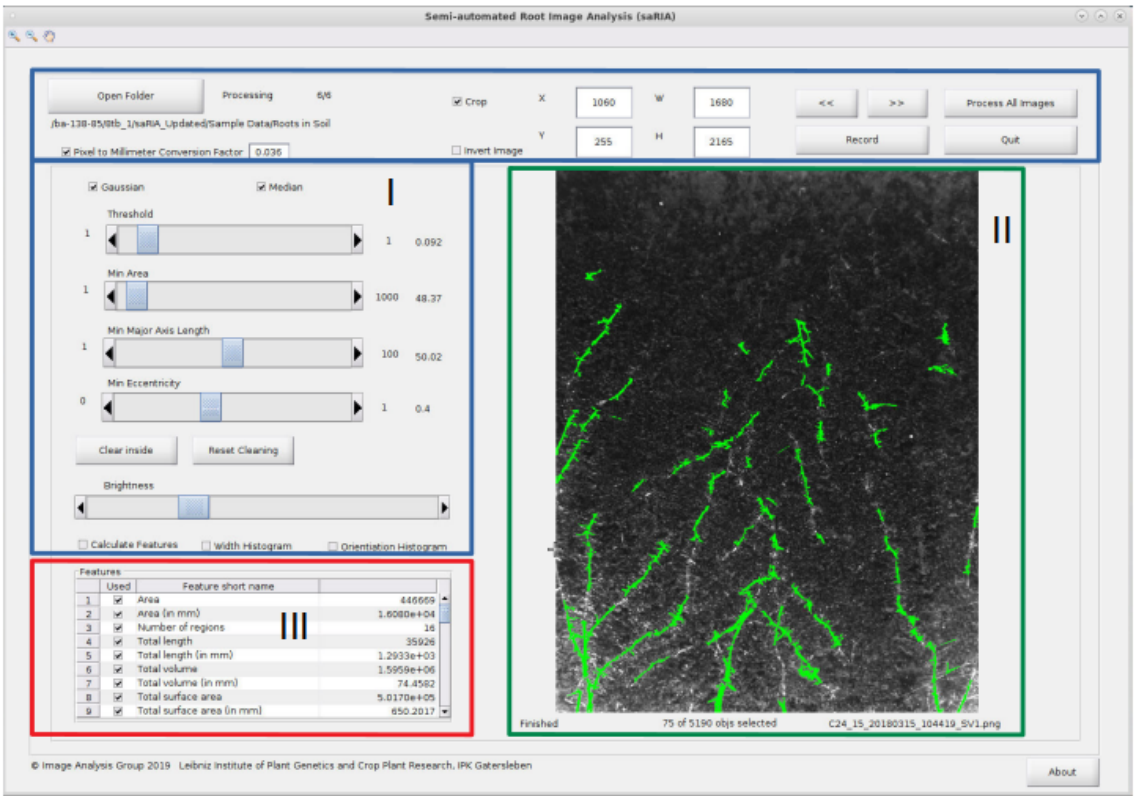 Semi-automated Root Image Analysis (saRIA)
Open Folder Processing 6/6 Crop X 1060 W 1680 << >> Process All Images
/ba-138-85/8tb_1/saRIA_Updated/Sample Data/Roots in Soil
Y 255 H 2165 Record Quit
Pixel to Millimeter Conversion Factor 0.036 Invert Image
Gaussian Median I II
Threshold
1 1 0.092
Min Area
1 1000 48.37
Min Major Axis Length
1 100 50.02
Min Eccentricity
0 1 0.4
Clear inside Reset Cleaning
Brightness
Calculate Features Width Histogram Orientiation Histogram
Features
Used Feature short name
1 Area 446669
2 Area (in mm) 1.6080e+04
3 Number of regions 16
III
4 Total length 35926
5 Total length (in mm) 1.2933e+03
6 Total volume 1.5959e+06
7 Total volume (in mm) 74.4582
8 Total surface area 5.0170e+05
9 Total surface area (in mm) 650.2017
Finished 75 of 5190 objs selected C24_15_20180315_104419_SV1.png
© Image Analysis Group 2019 Leibniz Institute of Plant Genetics and Crop Plant Research, IPK Gatersleben
About